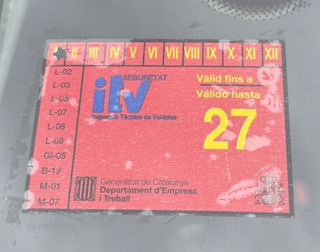 II III IV V VI VII VIII IX X XI XII
L-02
L-03
L-05
L-07
L-08
L-09
GI-05
B-12
M-01
M-07
SEGURETAT
itv
Inspecció Tècnica de Vehicles
Vàlid fins a
Válido hasta
27
Generalitat de Catalunya
Departament d'Empresa
i Treball